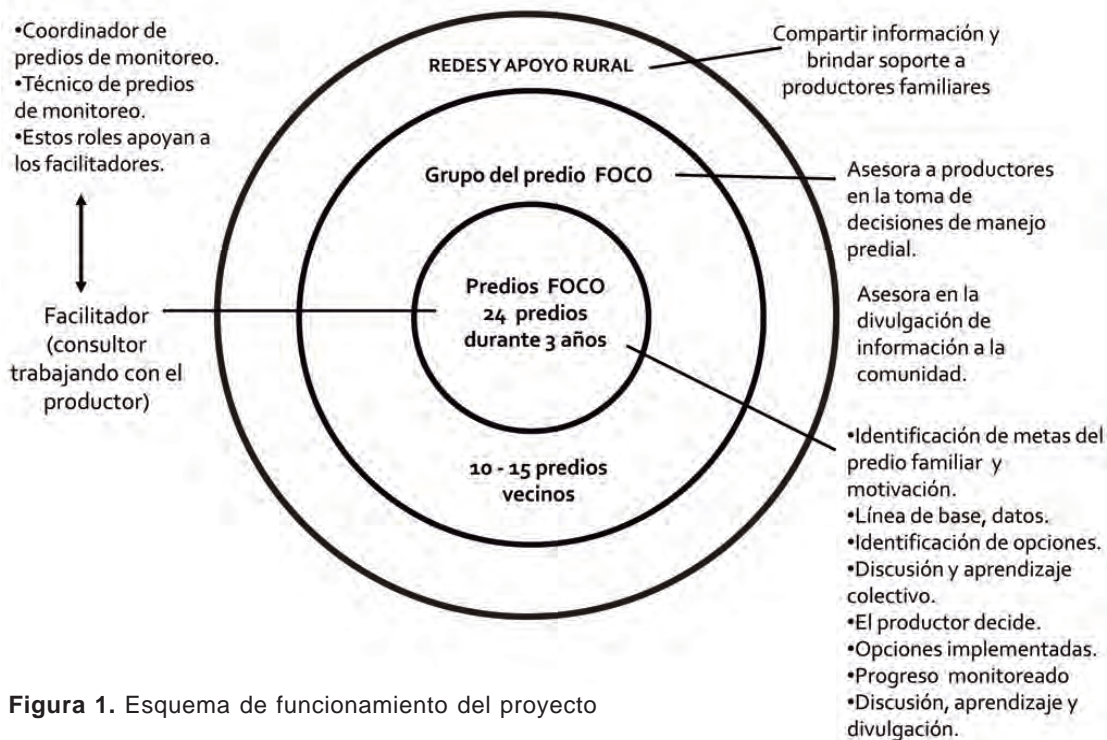 •Coordinador de
predios de monitoreo.
•Técnico de predios
de monitoreo.
•Estos roles apoyan a
los facilitadores.
Facilitador
(consultor
trabajando con el
productor)
REDES Y APOYO RURAL
Grupo del predio FOCO
Predios FOCO
24 predios
durante 3 años
10 - 15 predios
vecinos
Compartir información y
brindar soporte a
productores familiares
Asesora a productores
en la toma de
decisiones de manejo
predial.
Asesora en la
divulgación de
información a la
comunidad.
•Identificación de metas del
predio familiar y
motivación.
•Línea de base, datos.
•Identificación de opciones.
•Discusión y aprendizaje
colectivo.
•El productor decide.
•Opciones implementadas.
•Progreso monitoreado
•Discusión, aprendizaje y
divulgación.
Figura 1. Esquema de funcionamiento del proyecto